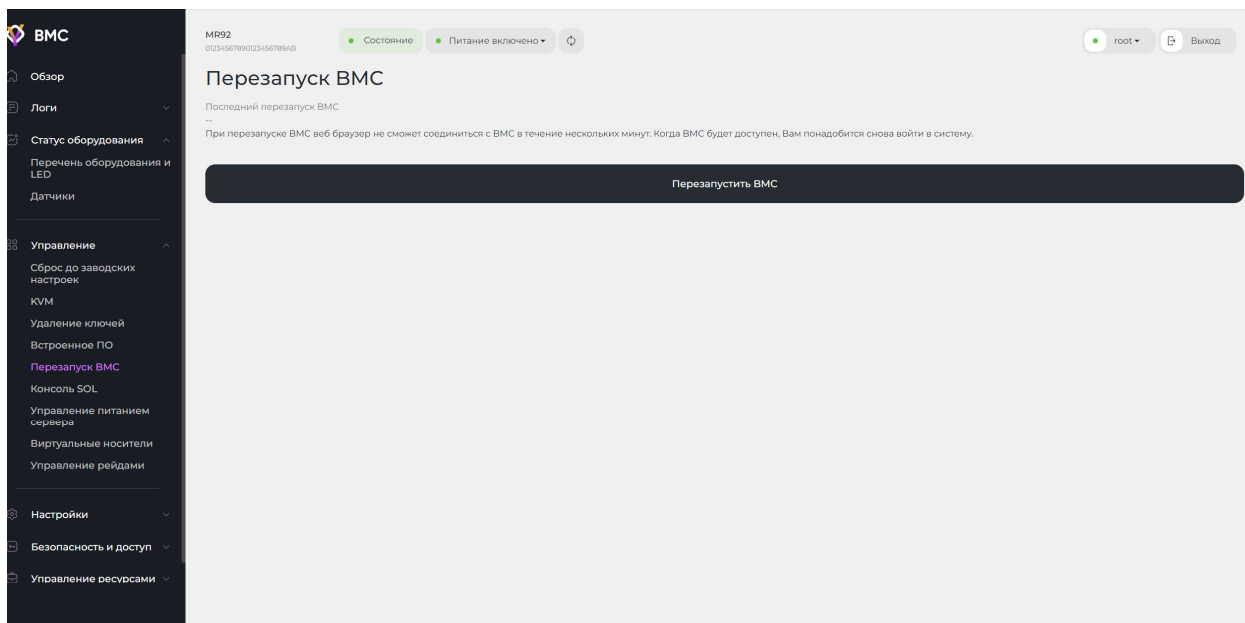 BMC
MR92
01234567890123456789AB
Состояние
Питание включено
root
Выход
Обзор
Логи
Статус оборудования
Перечень оборудования и
LED
Датчики
Управление
Сброс до заводских
настроек
KVM
Удаление ключей
Встроенное ПО
Перезапуск BMC
Консоль SOL
Управление питанием
сервера
Виртуальные носители
Управление рейдами
Настройки
Безопасность и доступ
Управление ресурсами
Перезапуск BMC
Последний перезапуск BMC
--
При перезапуске BMC веб браузер не сможет соединиться с BMC в течение нескольких минут. Когда BMC будет доступен, Вам понадобится снова войти в систему.
Перезапустить BMC